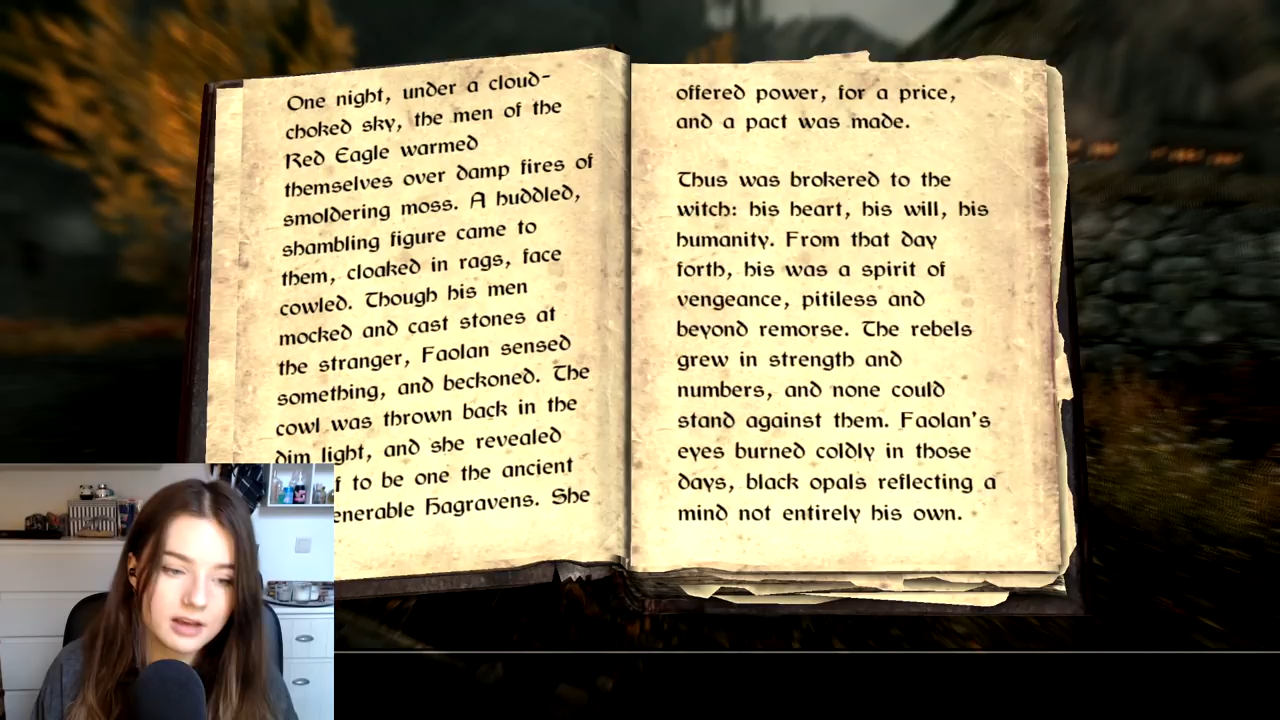 One night, under a cloud-
choked sky, the men of the
Red Eagle warmed
themselves over damp fires of
smoldering moss. A huddled,
shambling figure came to
them, cloaked in rags, face
cowled. Though his men
mocked and cast stones at
the stranger, Faolan sensed
something, and beckoned. The
cowl was thrown back in the
dim light, and she revealed
to be one the ancient
Hagravens. She
offered power, for a price,
and a pact was made.
Thus was brokered to the
witch: his heart, his will, his
humanity. From that day
forth, his was a spirit of
vengeance, pitiless and
beyond remorse. The rebels
grew in strength and
numbers, and none could
stand against them. Faolan's
eyes burned coldly in those
days, black opals reflecting a
mind not entirely his own.